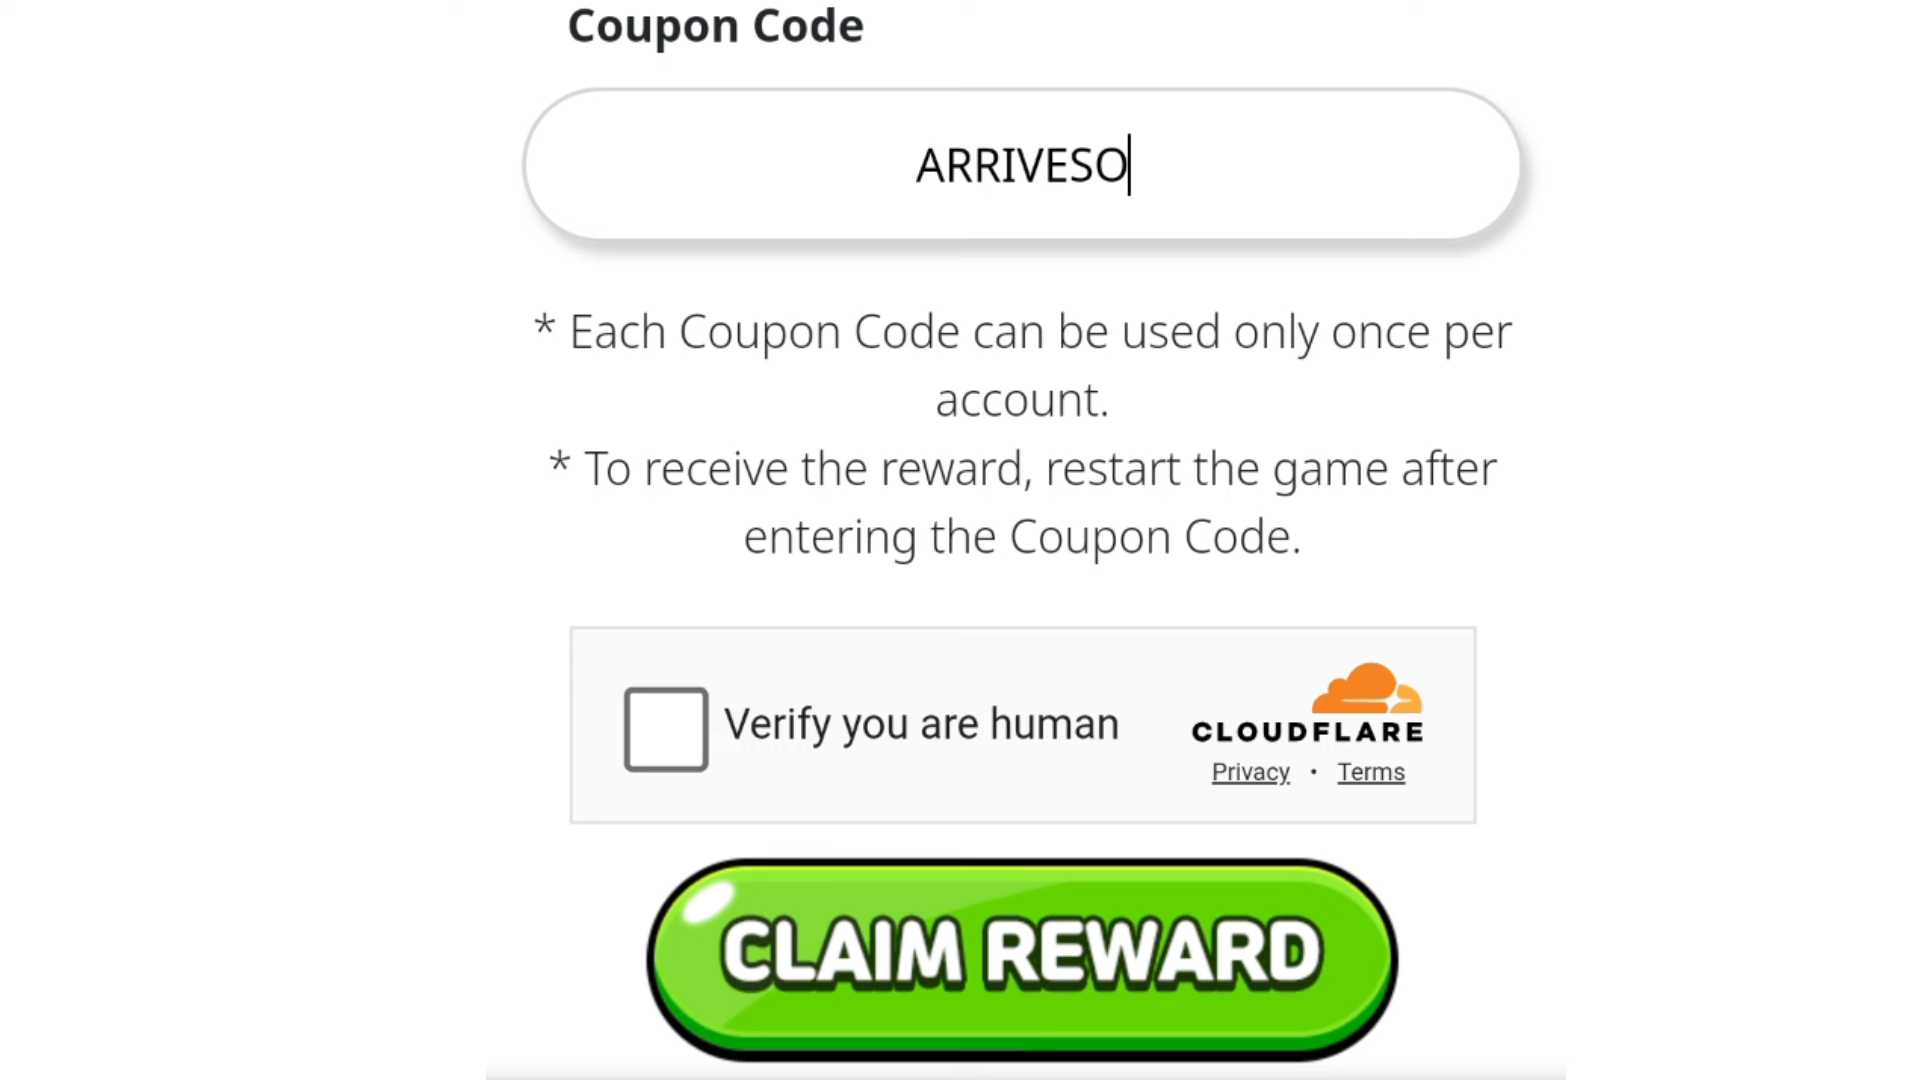 Coupon Code
ARRIVESO
* Each Coupon Code can be used only once per
account.
* To receive the reward, restart the game after
entering the Coupon Code.
Verify you are human
CLOUDFLARE
Privacy • Terms
CLAIM REWARD